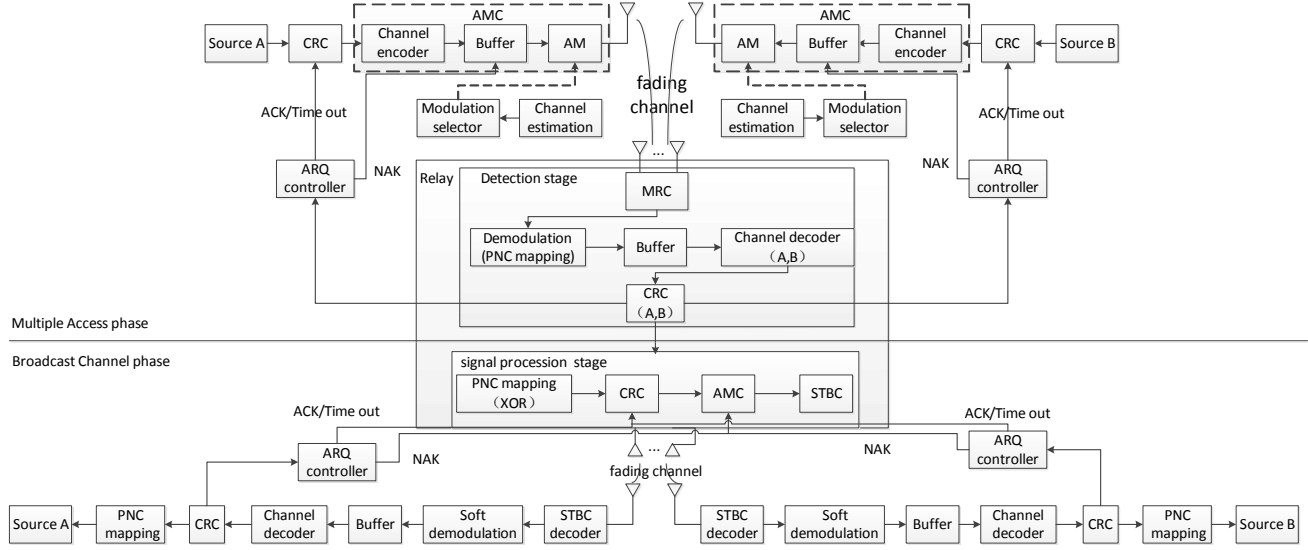 AMC
AMC
Source A
CRC
Channel
encoder
Buffer
AM
AM
Buffer
Channel
encoder
CRC
Source B
fading
channel
ACK/Time out
Modulation
selector
Channel
estimation
Channel
estimation
Modulation
selector
ACK/Time out
...
ARQ
controller
NAK
Relay
Detection stage
MRC
NAK
ARQ
controller
Demodulation
(PNC mapping)
Buffer
Channel decoder
（A,B）
CRC
（A,B）
Multiple Access phase
Broadcast Channel phase
signal procession stage
PNC mapping
（XOR）
CRC
AMC
STBC
ACK/Time out
ACK/Time out
ARQ
controller
NAK
...
fading channel
NAK
ARQ
controller
Source A
PNC
mapping
CRC
Channel
decoder
Buffer
Soft
demodulation
STBC
decoder
STBC
decoder
Soft
demodulation
Buffer
Channel
decoder
CRC
PNC
mapping
Source B